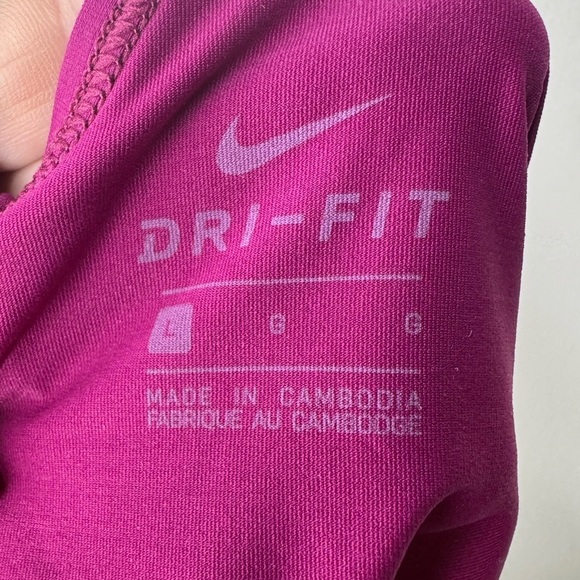 DRI-FIT
L G G
MADE IN CAMBODIA
FABRIQUE AU CAMBODGE